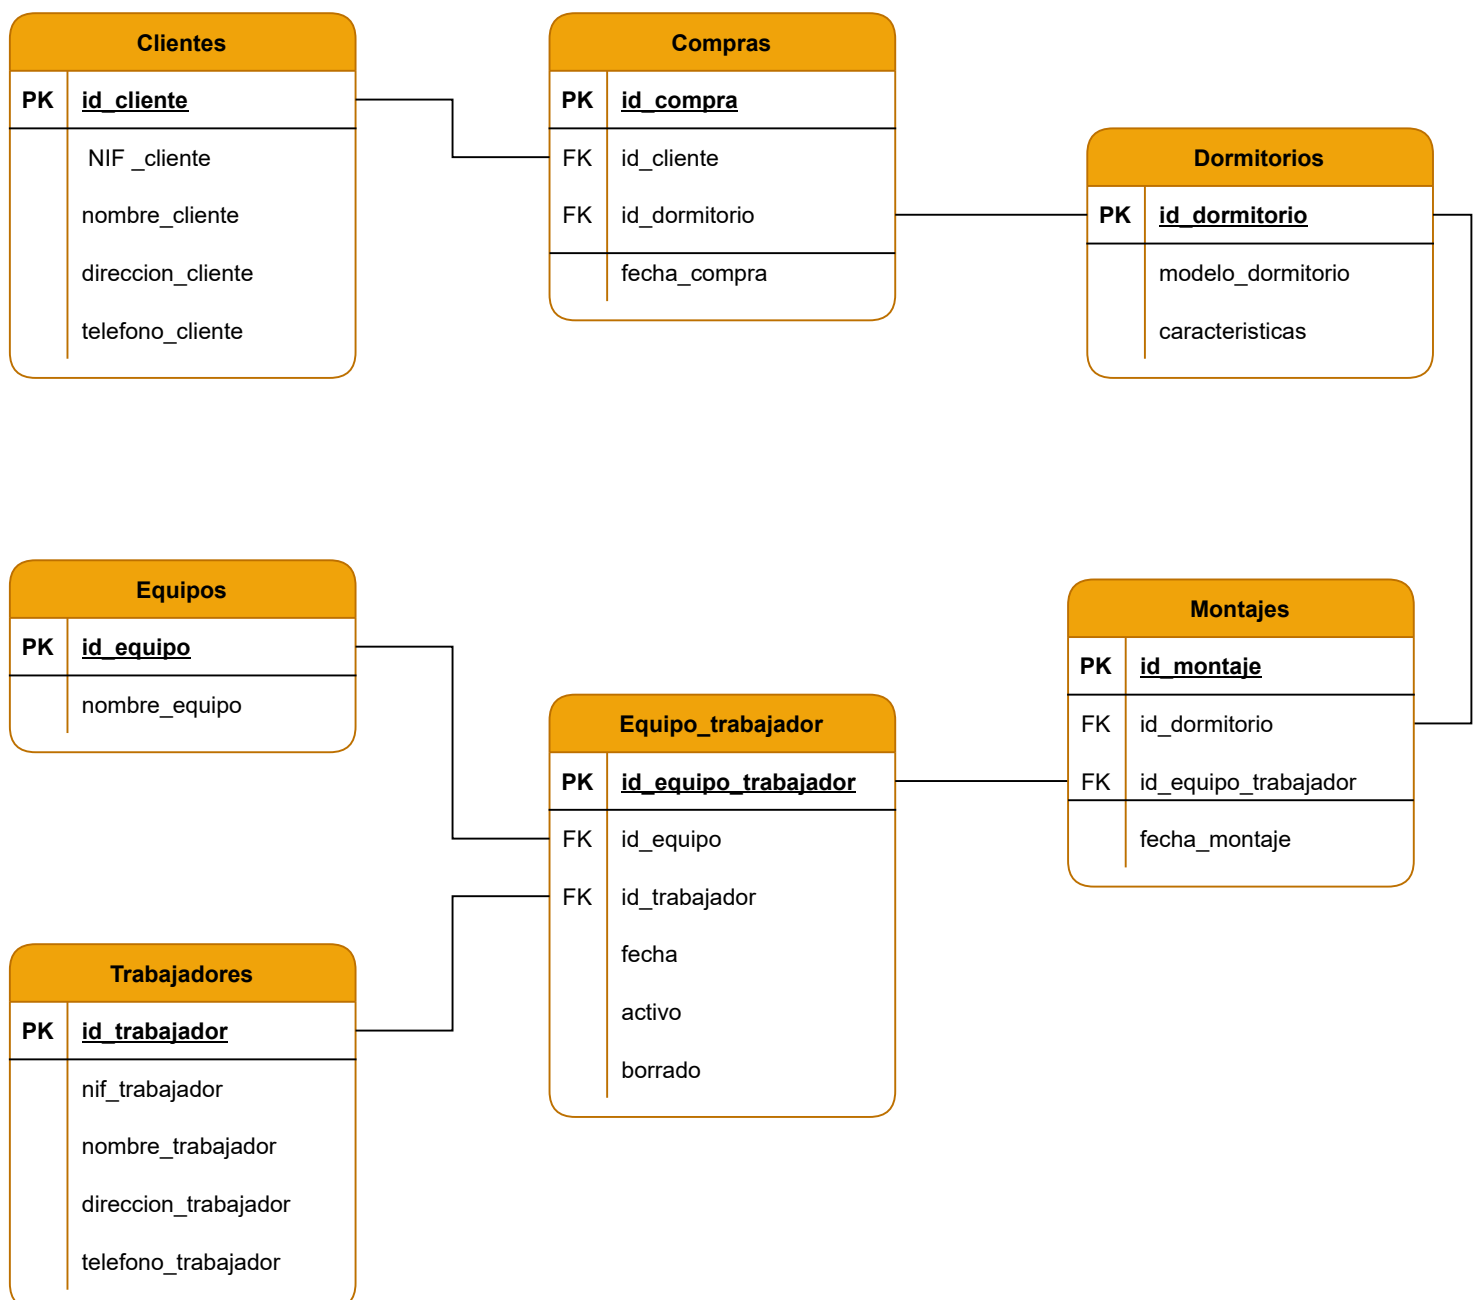 Clientes
PK id_cliente
NIF _cliente
nombre_cliente
direccion_cliente
telefono_cliente
Compras
PK id_compra
FK id_cliente
FK id_dormitorio
fecha_compra
Dormitorios
PK id_dormitorio
modelo_dormitorio
caracteristicas
Equipos
PK id_equipo
nombre_equipo
Equipo_trabajador
PK id_equipo_trabajador
FK id_equipo
FK id_trabajador
fecha
activo
borrado
Montajes
PK id_montaje
FK id_dormitorio
FK id_equipo_trabajador
fecha_montaje
Trabajadores
PK id_trabajador
nif_trabajador
nombre_trabajador
direccion_trabajador
telefono_trabajador